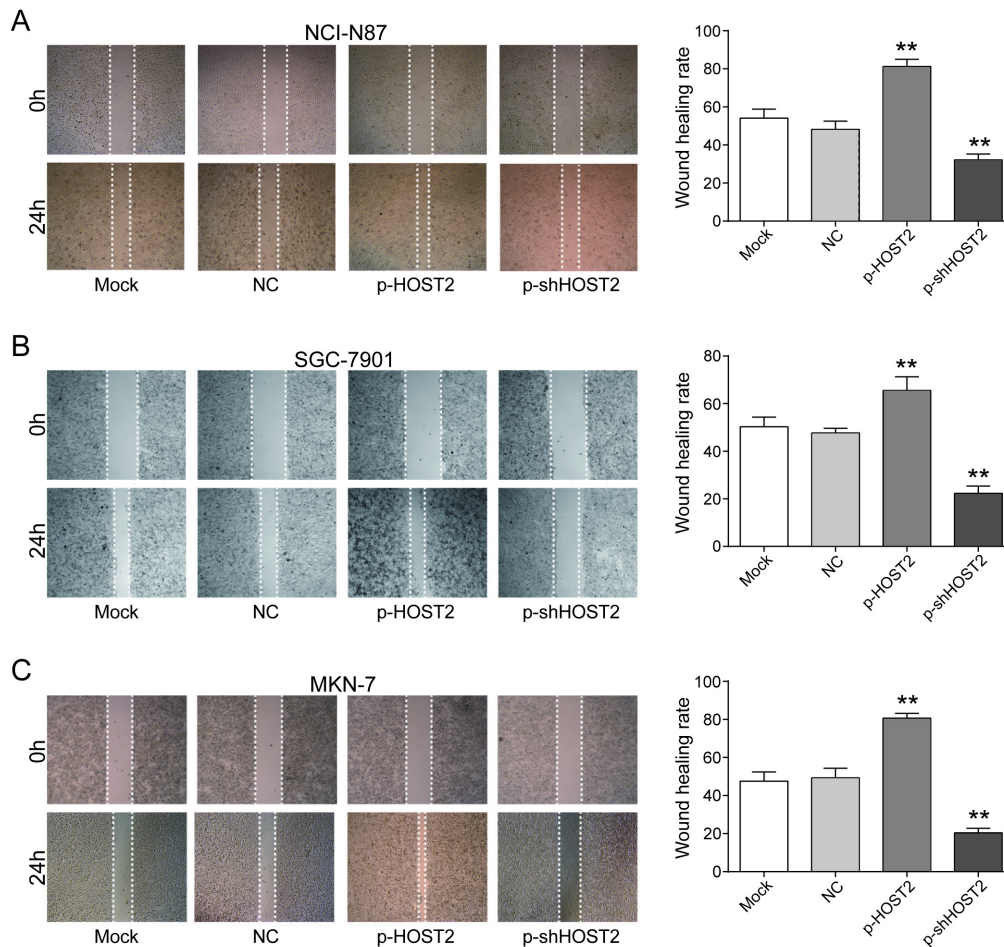 A
NCI-N87
0h
24h
Mock
NC
p-HOST2
p-shHOST2
Wound healing rate
100
80
60
40
20
0
**
**
Mock
NC
p-HOST2
p-shHOST2
B
SGC-7901
0h
24h
Mock
NC
p-HOST2
p-shHOST2
Wound healing rate
80
60
40
20
0
**
**
Mock
NC
p-HOST2
p-shHOST2
C
MKN-7
0h
24h
Mock
NC
p-HOST2
p-shHOST2
Wound healing rate
100
80
60
40
20
0
**
**
Mock
NC
p-HOST2
p-shHOST2